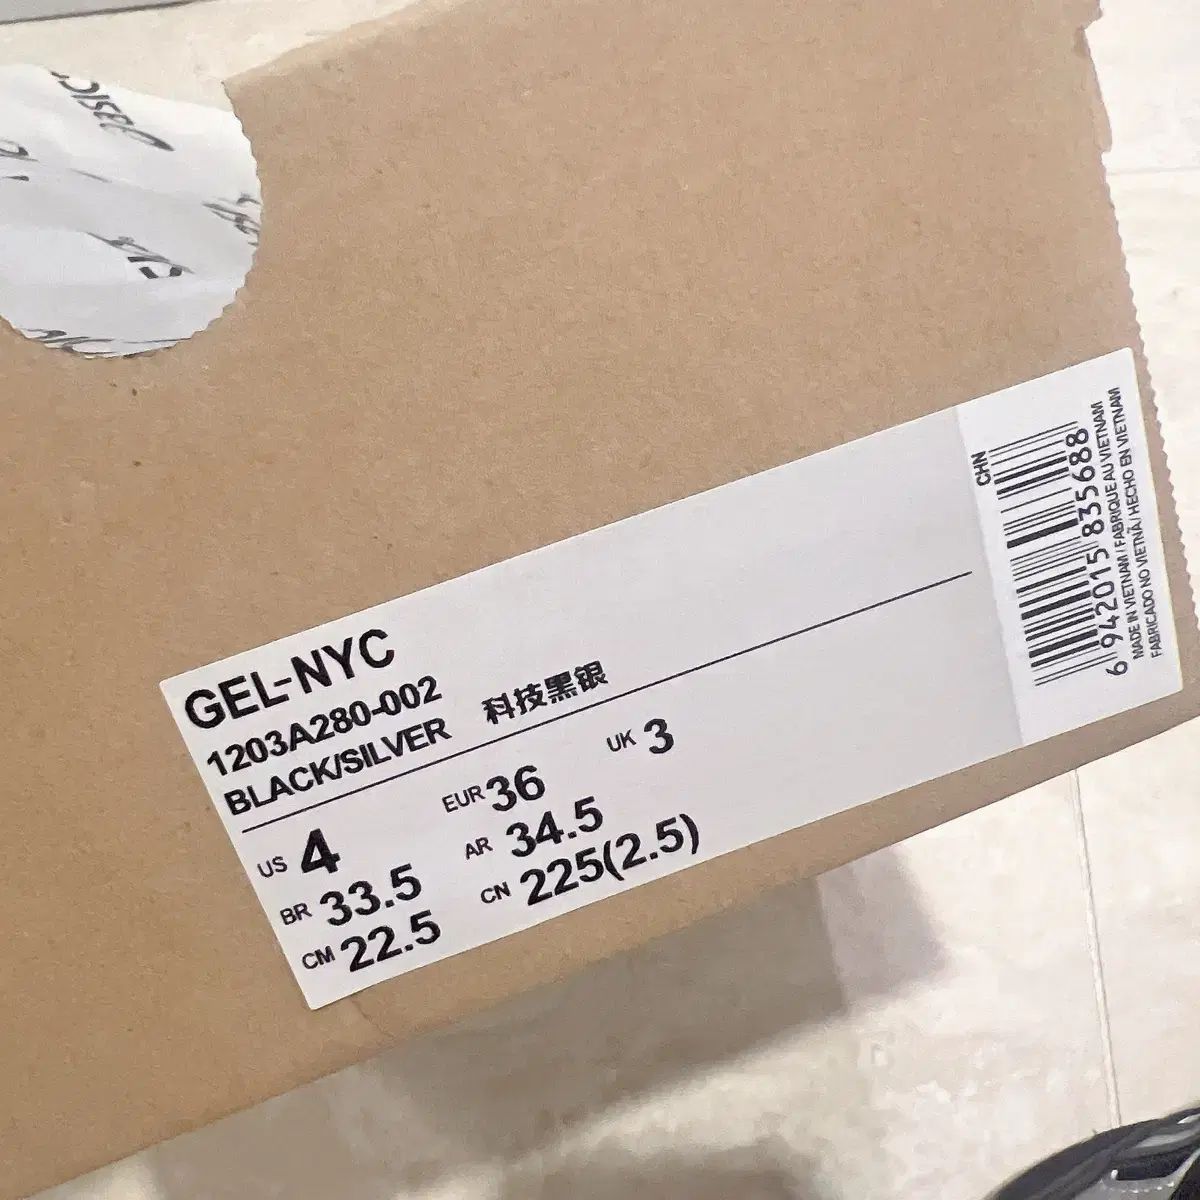 asics
GEL-NYC
1203A280-002
BLACK/SILVER 科技黑银
US 4 EUR 36 UK 3
BR 33.5 AR 34.5
CM 22.5 CN 225(2.5)
CHN
6 942015 835688
MADE IN VIETNAM / FABRIQUE AU VIETNAM
FABRICADO NO VIETNÃ / HECHO EN VIETNAM